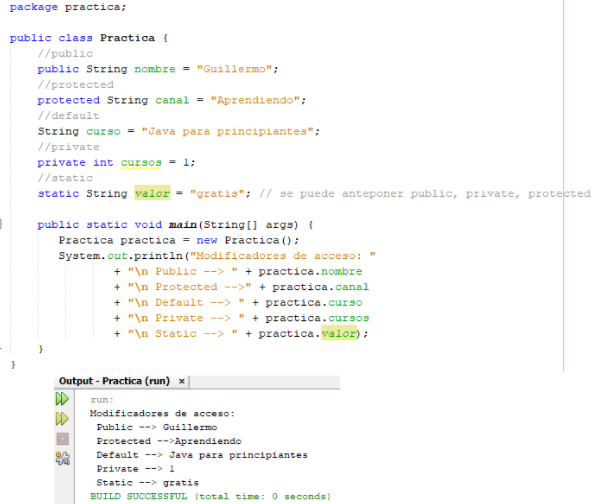 package practica;
public class Practica {
//public
public String nombre = "Guillermo";
//protected
protected String canal = "Aprendiendo";
//default
String curso = "Java para principiantes";
//private
private int cursos = 1;
//static
static String valor = "gratis"; // se puede anteponer public, private, protected
public static void main(String[] args) {
Practica practica = new Practica();
System.out.println("Modificadores de acceso: "
+ "\n Public --> " + practica.nombre
+ "\n Protected -->" + practica.canal
+ "\n Default --> " + practica.curso
+ "\n Private --> " + practica.cursos
+ "\n Static --> " + practica.valor);
}
}
Output - Practica (run) ×
run:
Modificadores de acceso:
Public --> Guillermo
Protected -->Aprendiendo
Default --> Java para principiantes
Private --> 1
Static --> gratis
BUILD SUCCESSFUL (total time: 0 seconds)